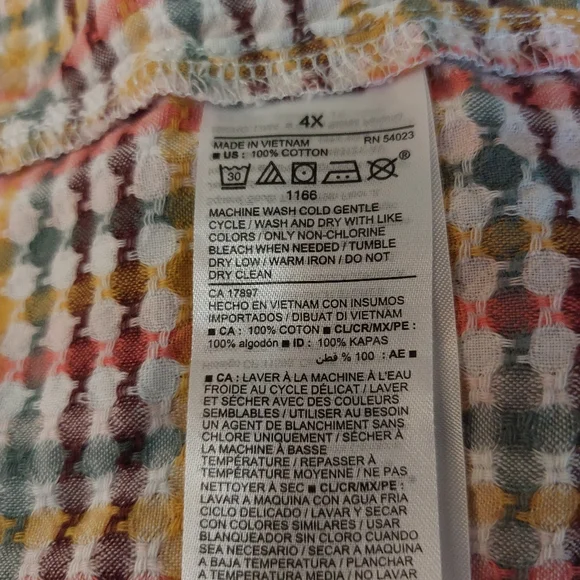 4X
MADE IN VIETNAM RN 54023
■ US : 100% COTTON
30 ®
1166
MACHINE WASH COLD GENTLE
CYCLE / WASH AND DRY WITH LIKE
COLORS / ONLY NON-CHLORINE
BLEACH WHEN NEEDED / TUMBLE
DRY LOW / WARM IRON / DO NOT
DRY CLEAN
CA 17897
HECHO EN VIETNAM CON INSUMOS
IMPORTADOS / DIBUAT DI VIETNAM
■ CA : 100% COTON ■ CL/CR/MX/PE :
100% algodón ■ ID : 100% KAPAS
■ AE : 100 % قطن
■ CA : LAVER À LA MACHINE À L'EAU
FROIDE AU CYCLE DÉLICAT / LAVER
ET SÉCHER AVEC DES COULEURS
SEMBLABLES / UTILISER AU BESOIN
UN AGENT DE BLANCHIMENT SANS
CHLORE UNIQUEMENT / SÉCHER À
LA MACHINE À BASSE
TEMPÉRATURE / REPASSER À
TEMPÉRATURE MOYENNE / NE PAS
NETTOYER À SEC ■ CL/CR/MX/PE :
LAVAR A MAQUINA CON AGUA FRIA
CICLO DELICADO / LAVAR Y SECAR
CON COLORES SIMILARES / USAR
BLANQUEADOR SIN CLORO CUANDO
SEA NECESARIO / SECAR A MAQUINA
A BAJA TEMPERATURA / PLANCHAR
A TEMPERATURA MEDIA / NO LAVAR